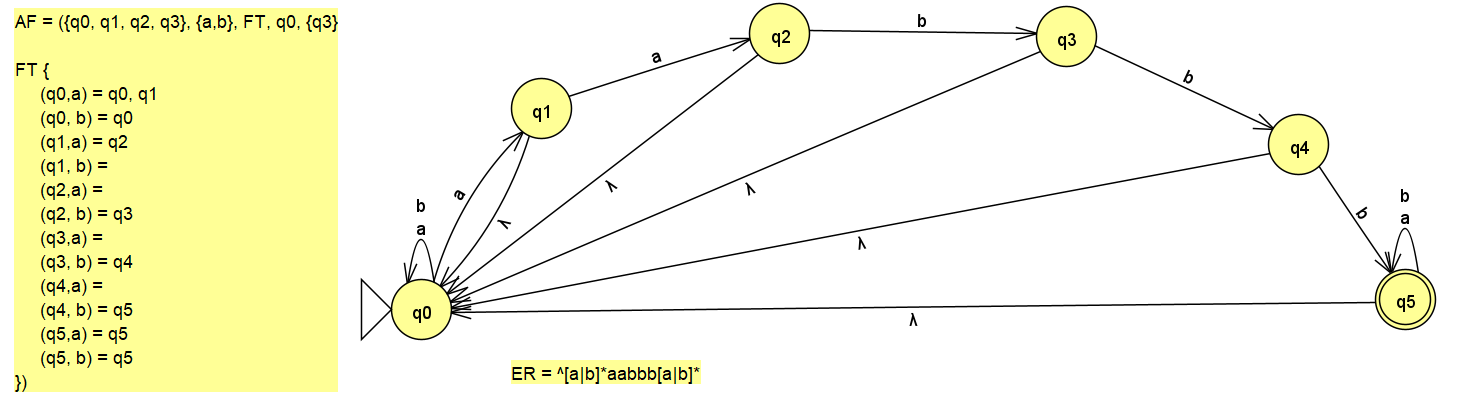 AF = ({q0, q1, q2, q3}, {a,b}, FT, q0, {q3}
FT {
(q0,a) = q0, q1
(q0, b) = q0
(q1,a) = q2
(q1, b) =
(q2,a) =
(q2, b) = q3
(q3,a) =
(q3, b) = q4
(q4,a) =
(q4, b) = q5
(q5,a) = q5
(q5, b) = q5
})
q2
b
q3
a
b
q1
q4
λ
λ
a
b
a
λ
b
b
a
λ
q0
q5
λ
ER = ^[a|b]*aabbb[a|b]*